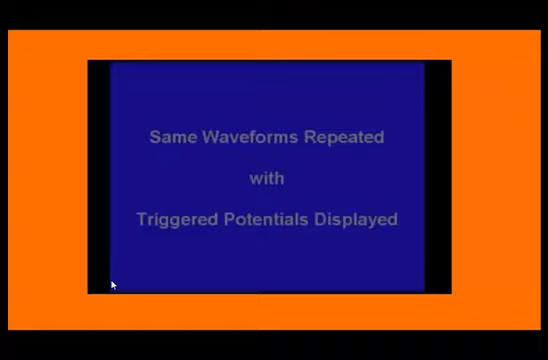 Same Waveforms Repeated
with
Triggered Potentials Displayed